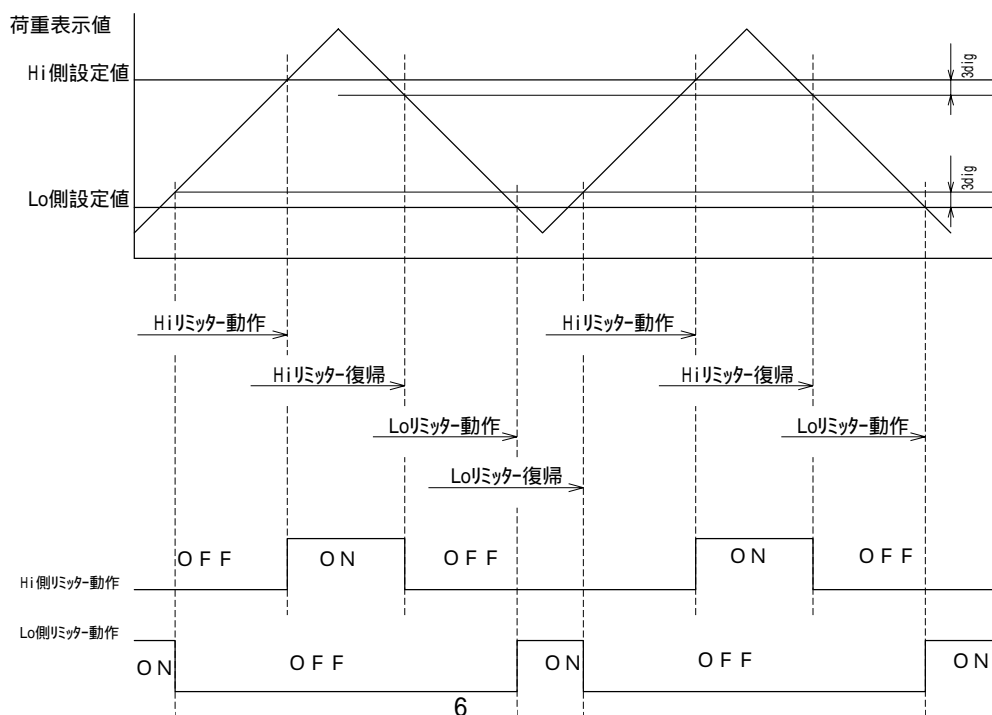 荷重表示値
Hi側設定値
3dig
Lo側設定値
3dig
Hiリミッター動作
Hiリミッター動作
Hiリミッター復帰
Hiリミッター復帰
Loリミッター動作
Loリミッター動作
Loリミッター復帰
OFF ON OFF ON OFF
Hi側リミッター動作
Lo側リミッター動作
ON OFF ON OFF ON
6